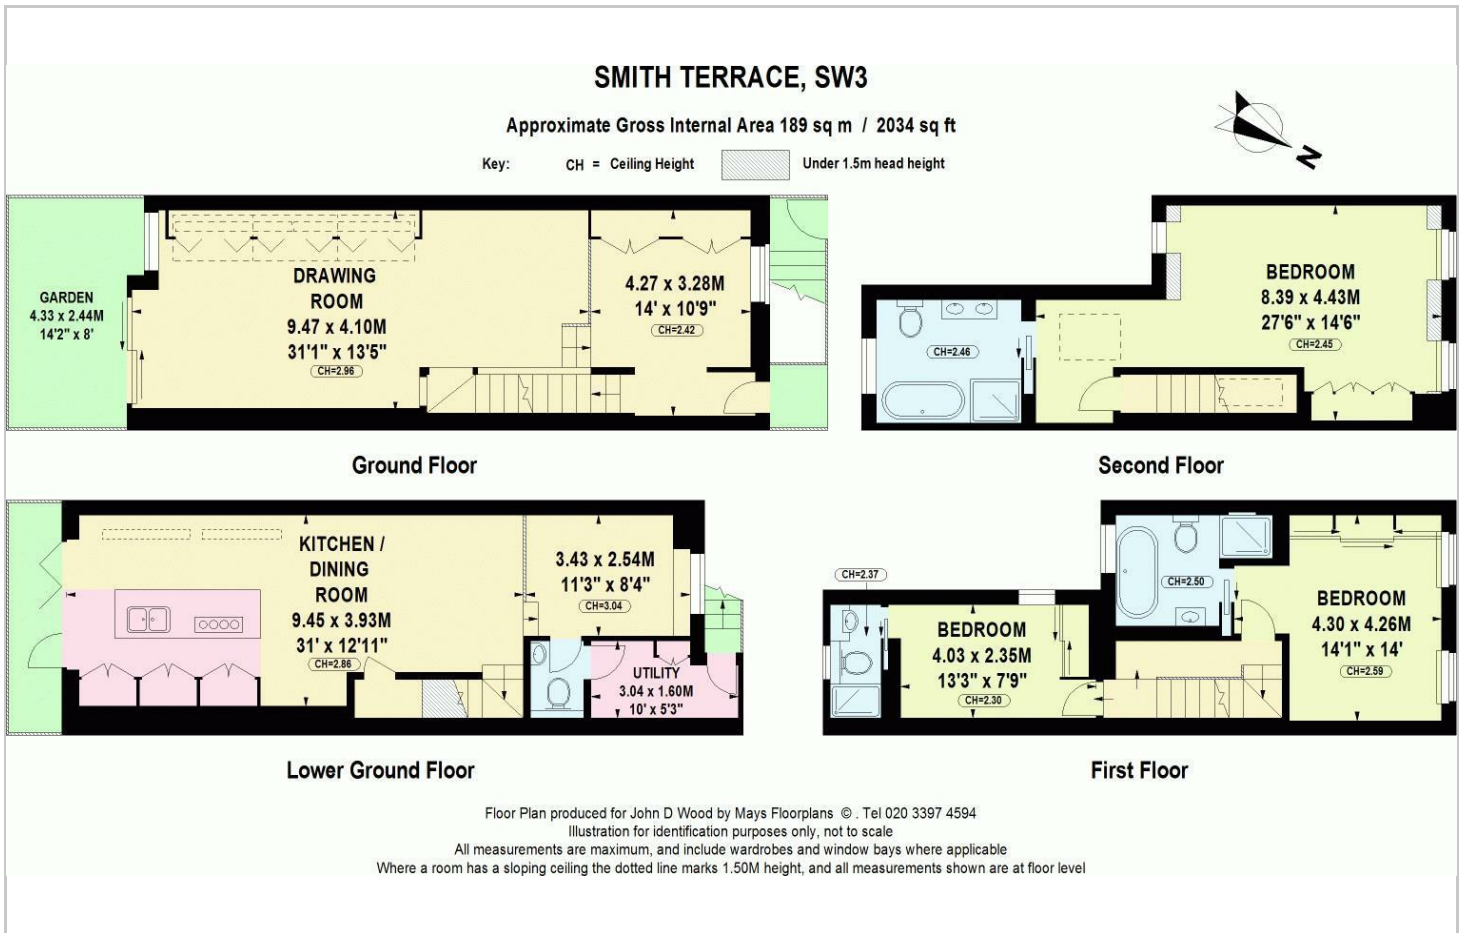 SMITH TERRACE, SW3
Approximate Gross Internal Area 189 sq m / 2034 sq ft
Key: CH = Ceiling Height Under 1.5m head height
N
GARDEN
4.33 x 2.44M
14'2" x 8'
DRAWING
ROOM
9.47 x 4.10M
31'1" x 13'5"
CH=2.96
4.27 x 3.28M
14' x 10'9"
CH=2.42
Ground Floor
CH=2.46
BEDROOM
8.39 x 4.43M
27'6" x 14'6"
CH=2.45
Second Floor
KITCHEN /
DINING
ROOM
9.45 x 3.93M
31' x 12'11"
CH=2.86
3.43 x 2.54M
11'3" x 8'4"
CH=3.04
UTILITY
3.04 x 1.60M
10' x 5'3"
Lower Ground Floor
CH=2.37
BEDROOM
4.03 x 2.35M
13'3" x 7'9"
CH=2.30
CH=2.50
BEDROOM
4.30 x 4.26M
14'1" x 14'
CH=2.59
First Floor
Floor Plan produced for John D Wood by Mays Floorplans © . Tel 020 3397 4594
Illustration for identification purposes only, not to scale
All measurements are maximum, and include wardrobes and window bays where applicable
Where a room has a sloping ceiling the dotted line marks 1.50M height, and all measurements shown are at floor level